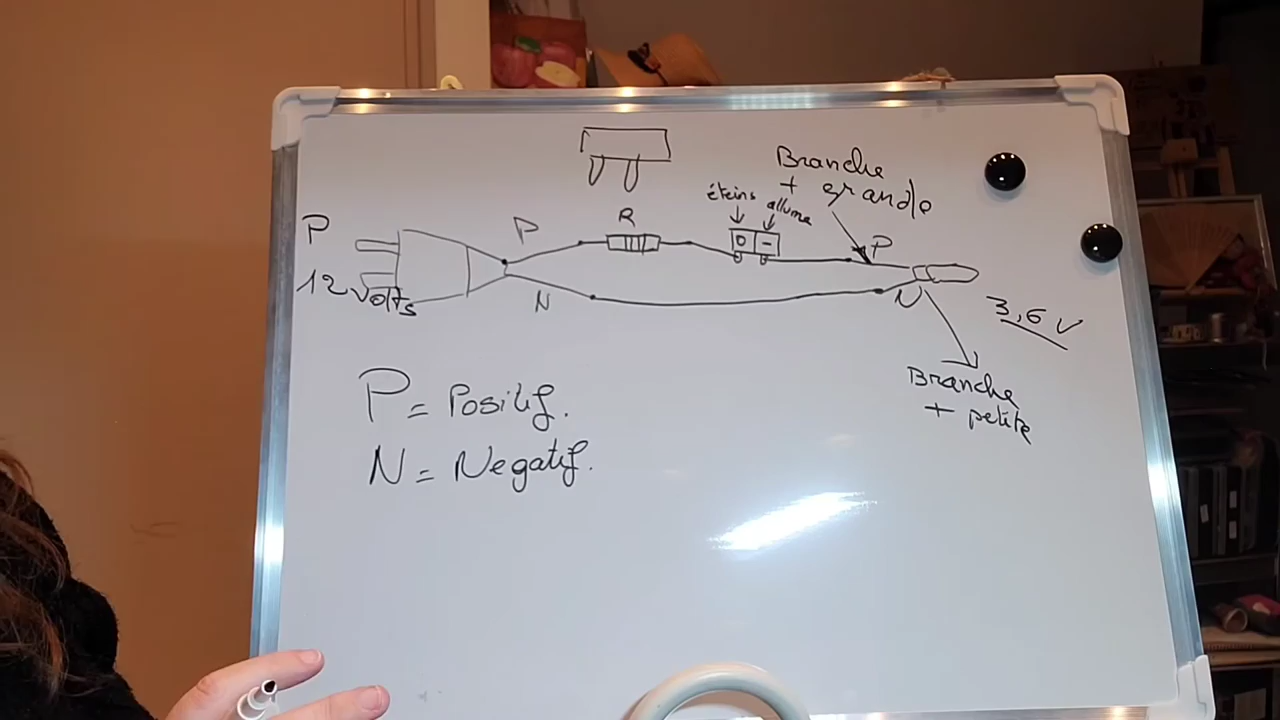 Branche
+ grande
éteins allume
P
P
R
O -
P
12 Volts
N
N
3,6 V
Branche
+ petite
P = Positif.
N = Negatif.